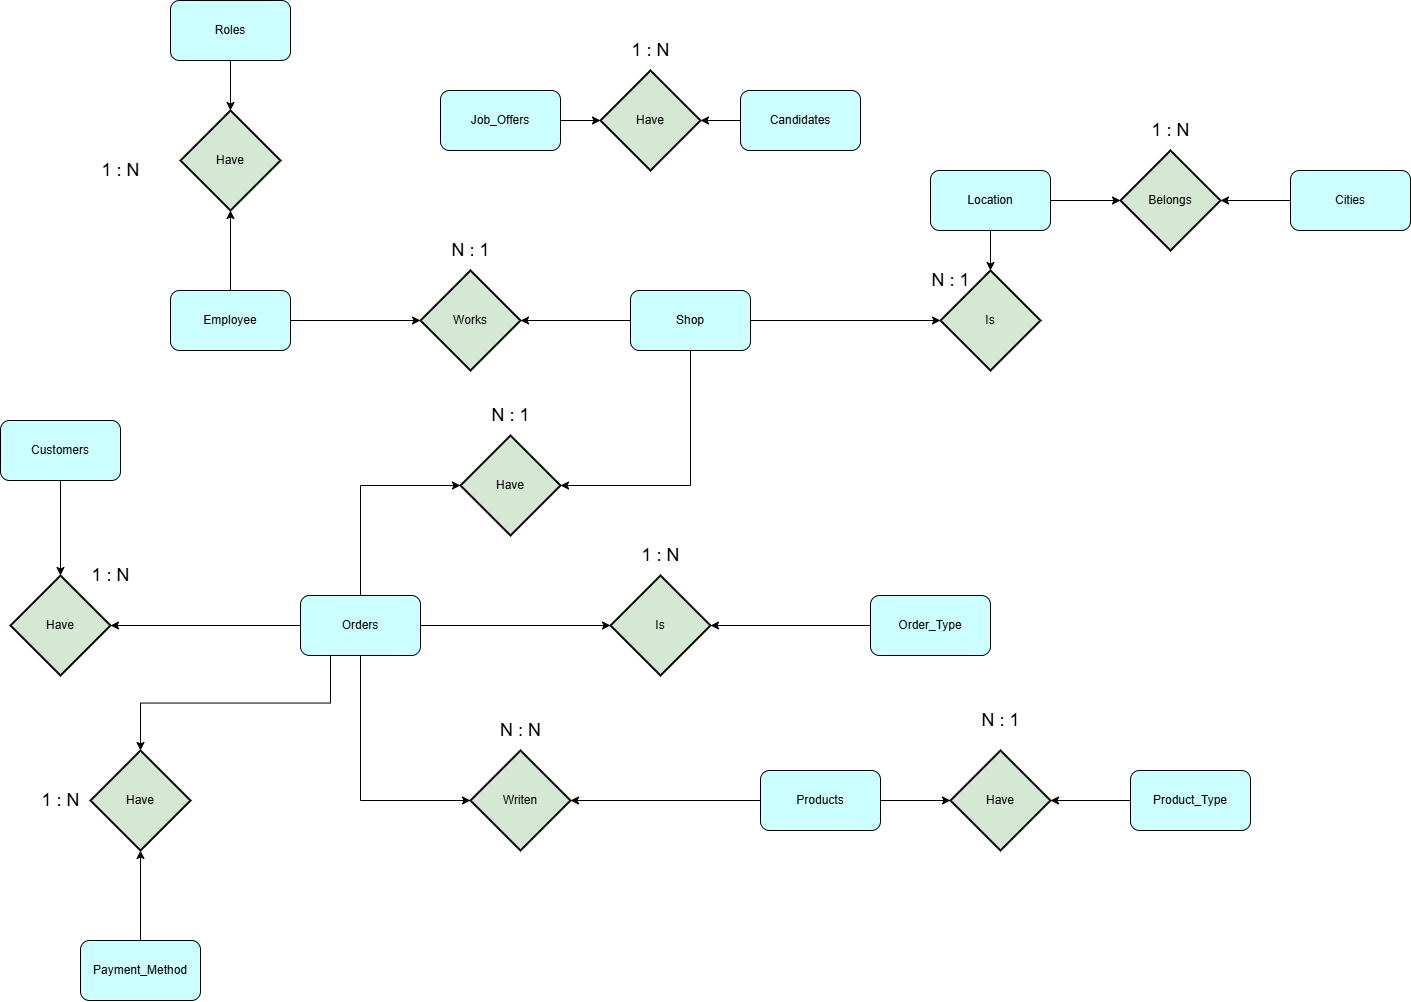 Roles
1 : N
Job_Offers
Have
Candidates
1 : N
Have
1 : N
Belongs
Location
Cities
N : 1
N : 1
Employee
Works
Shop
Is
N : 1
Customers
Have
1 : N
1 : N
Have
Orders
Is
Order_Type
N : 1
N : N
1 : N
Have
Writen
Products
Have
Product_Type
Payment_Method